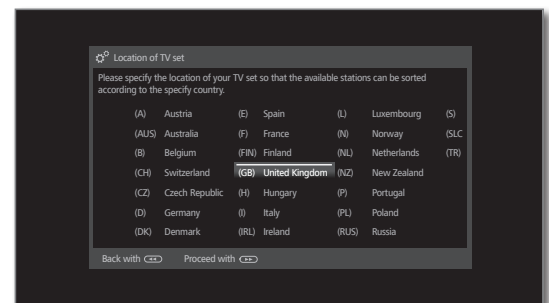 Location of TV set
Please specify the location of your TV set so that the available stations can be sorted
according to the specify country.
(A) Austria (E) Spain (L) Luxembourg (S)
(AUS) Australia (F) France (N) Norway (SLC
(B) Belgium (FIN) Finland (NL) Netherlands (TR)
(CH) Switzerland (GB) United Kingdom (NZ) New Zealand
(CZ) Czech Republic (H) Hungary (P) Portugal
(D) Germany (I) Italy (PL) Poland
(DK) Denmark (IRL) Ireland (RUS) Russia
Back with Proceed with